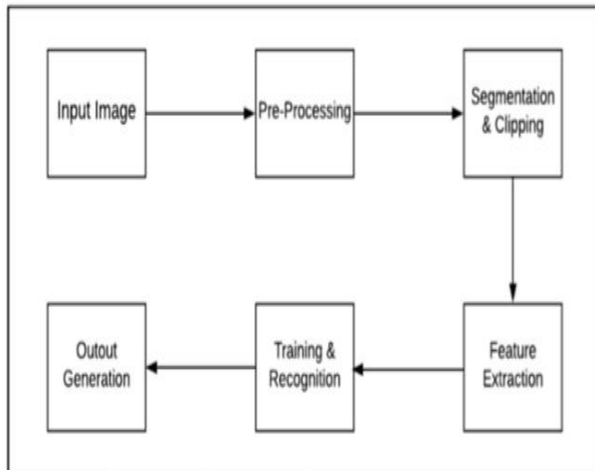 Input Image
Pre-Processing
Segmentation
& Clipping
Feature
Extraction
Training &
Recognition
Outout
Generation